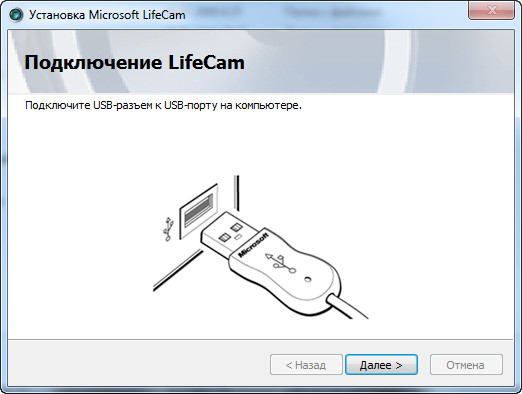 Установка Microsoft LifeCam
Подключение LifeCam
Подключите USB-разъем к USB-порту на компьютере.
Microsoft
< Назад
Далее >
Отмена